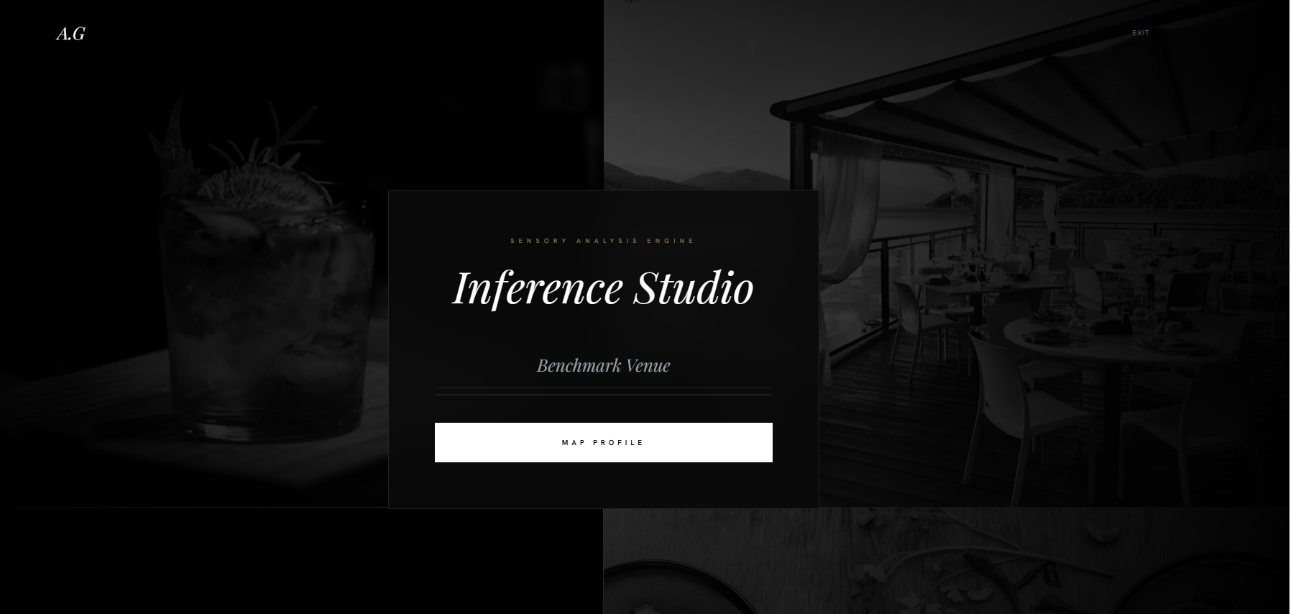 A.G
EXIT
SENSORY ANALYSIS ENGINE
Inference Studio
Benchmark Venue
MAP PROFILE